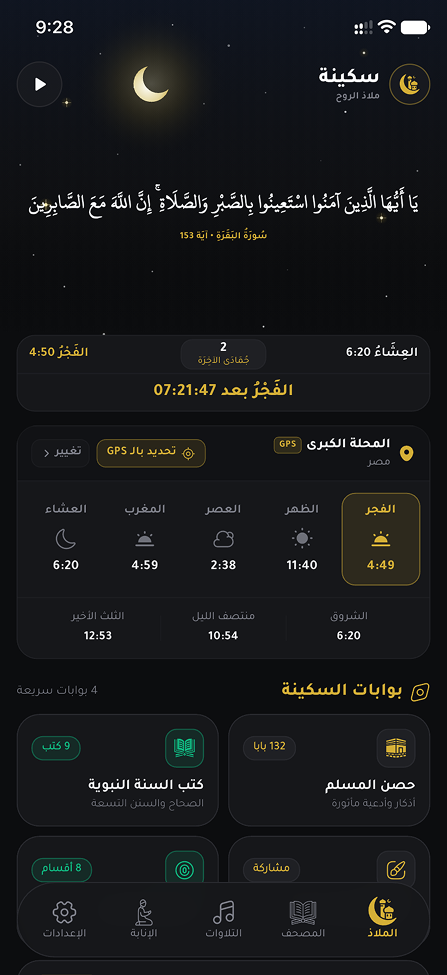 9:28
سكينة
ملاذ الروح
يَا أَيُّهَا الَّذِينَ آمَنُوا اسْتَعِينُوا بِالصَّبْرِ وَالصَّلَاةِ ۚ إِنَّ اللَّهَ مَعَ الصَّابِرِينَ
سُورَةُ البَقَرَةِ • آيَة 153
العِشَاءُ 6:20
2
جُمَادَى الآخِرَة
الفَجْرُ 4:50
الفَجْرُ بعد 07:21:47
المحلة الكبرى GPS
مصر
تحديد بالـ GPS
تغيير
الفجر الظهر العصر المغرب العشاء
4:49 11:40 2:38 4:59 6:20
الشروق منتصف الليل الثلث الأخير
6:20 10:54 12:53
بوابات السكينة
4 بوابات سريعة
132 بابا
حصن المسلم
أذكار وأدعية مأثورة
9 كتب
كتب السنة النبوية
الصحاح والسنن التسعة
مشاركة
8 أقسام
الملاذ المصحف التلاوات الإنابة الإعدادات